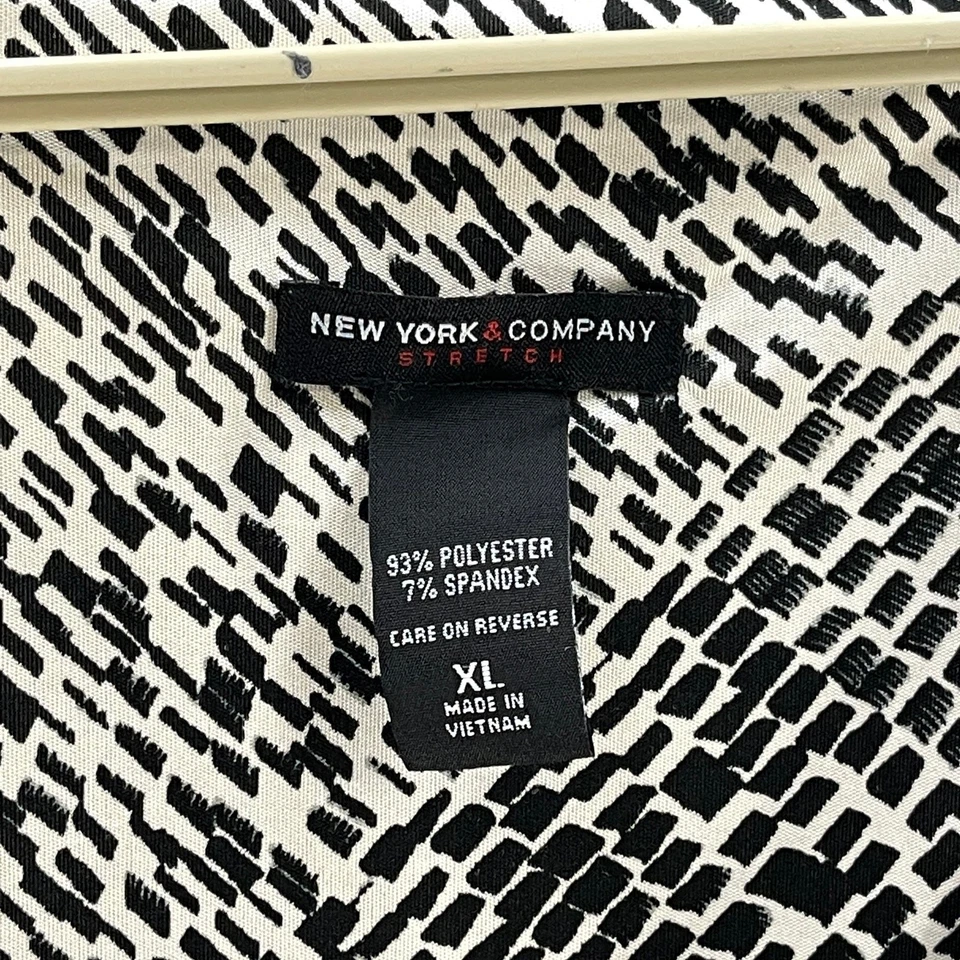 NEW YORK & COMPANY
STRETCH
93% POLYESTER
7% SPANDEX
CARE ON REVERSE
XL
MADE IN
VIETNAM